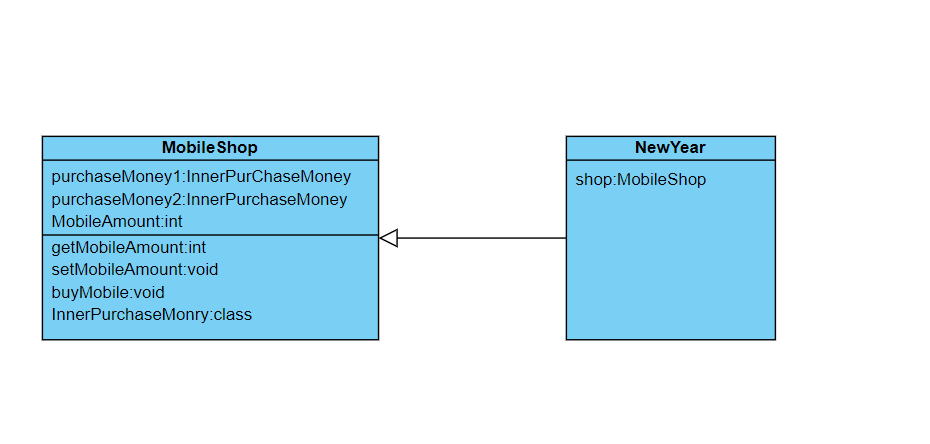 MobileShop
purchaseMoney1:InnerPurChaseMoney
purchaseMoney2:InnerPurchaseMoney
MobileAmount:int
getMobileAmount:int
setMobileAmount:void
buyMobile:void
InnerPurchaseMonry:class
NewYear
shop:MobileShop